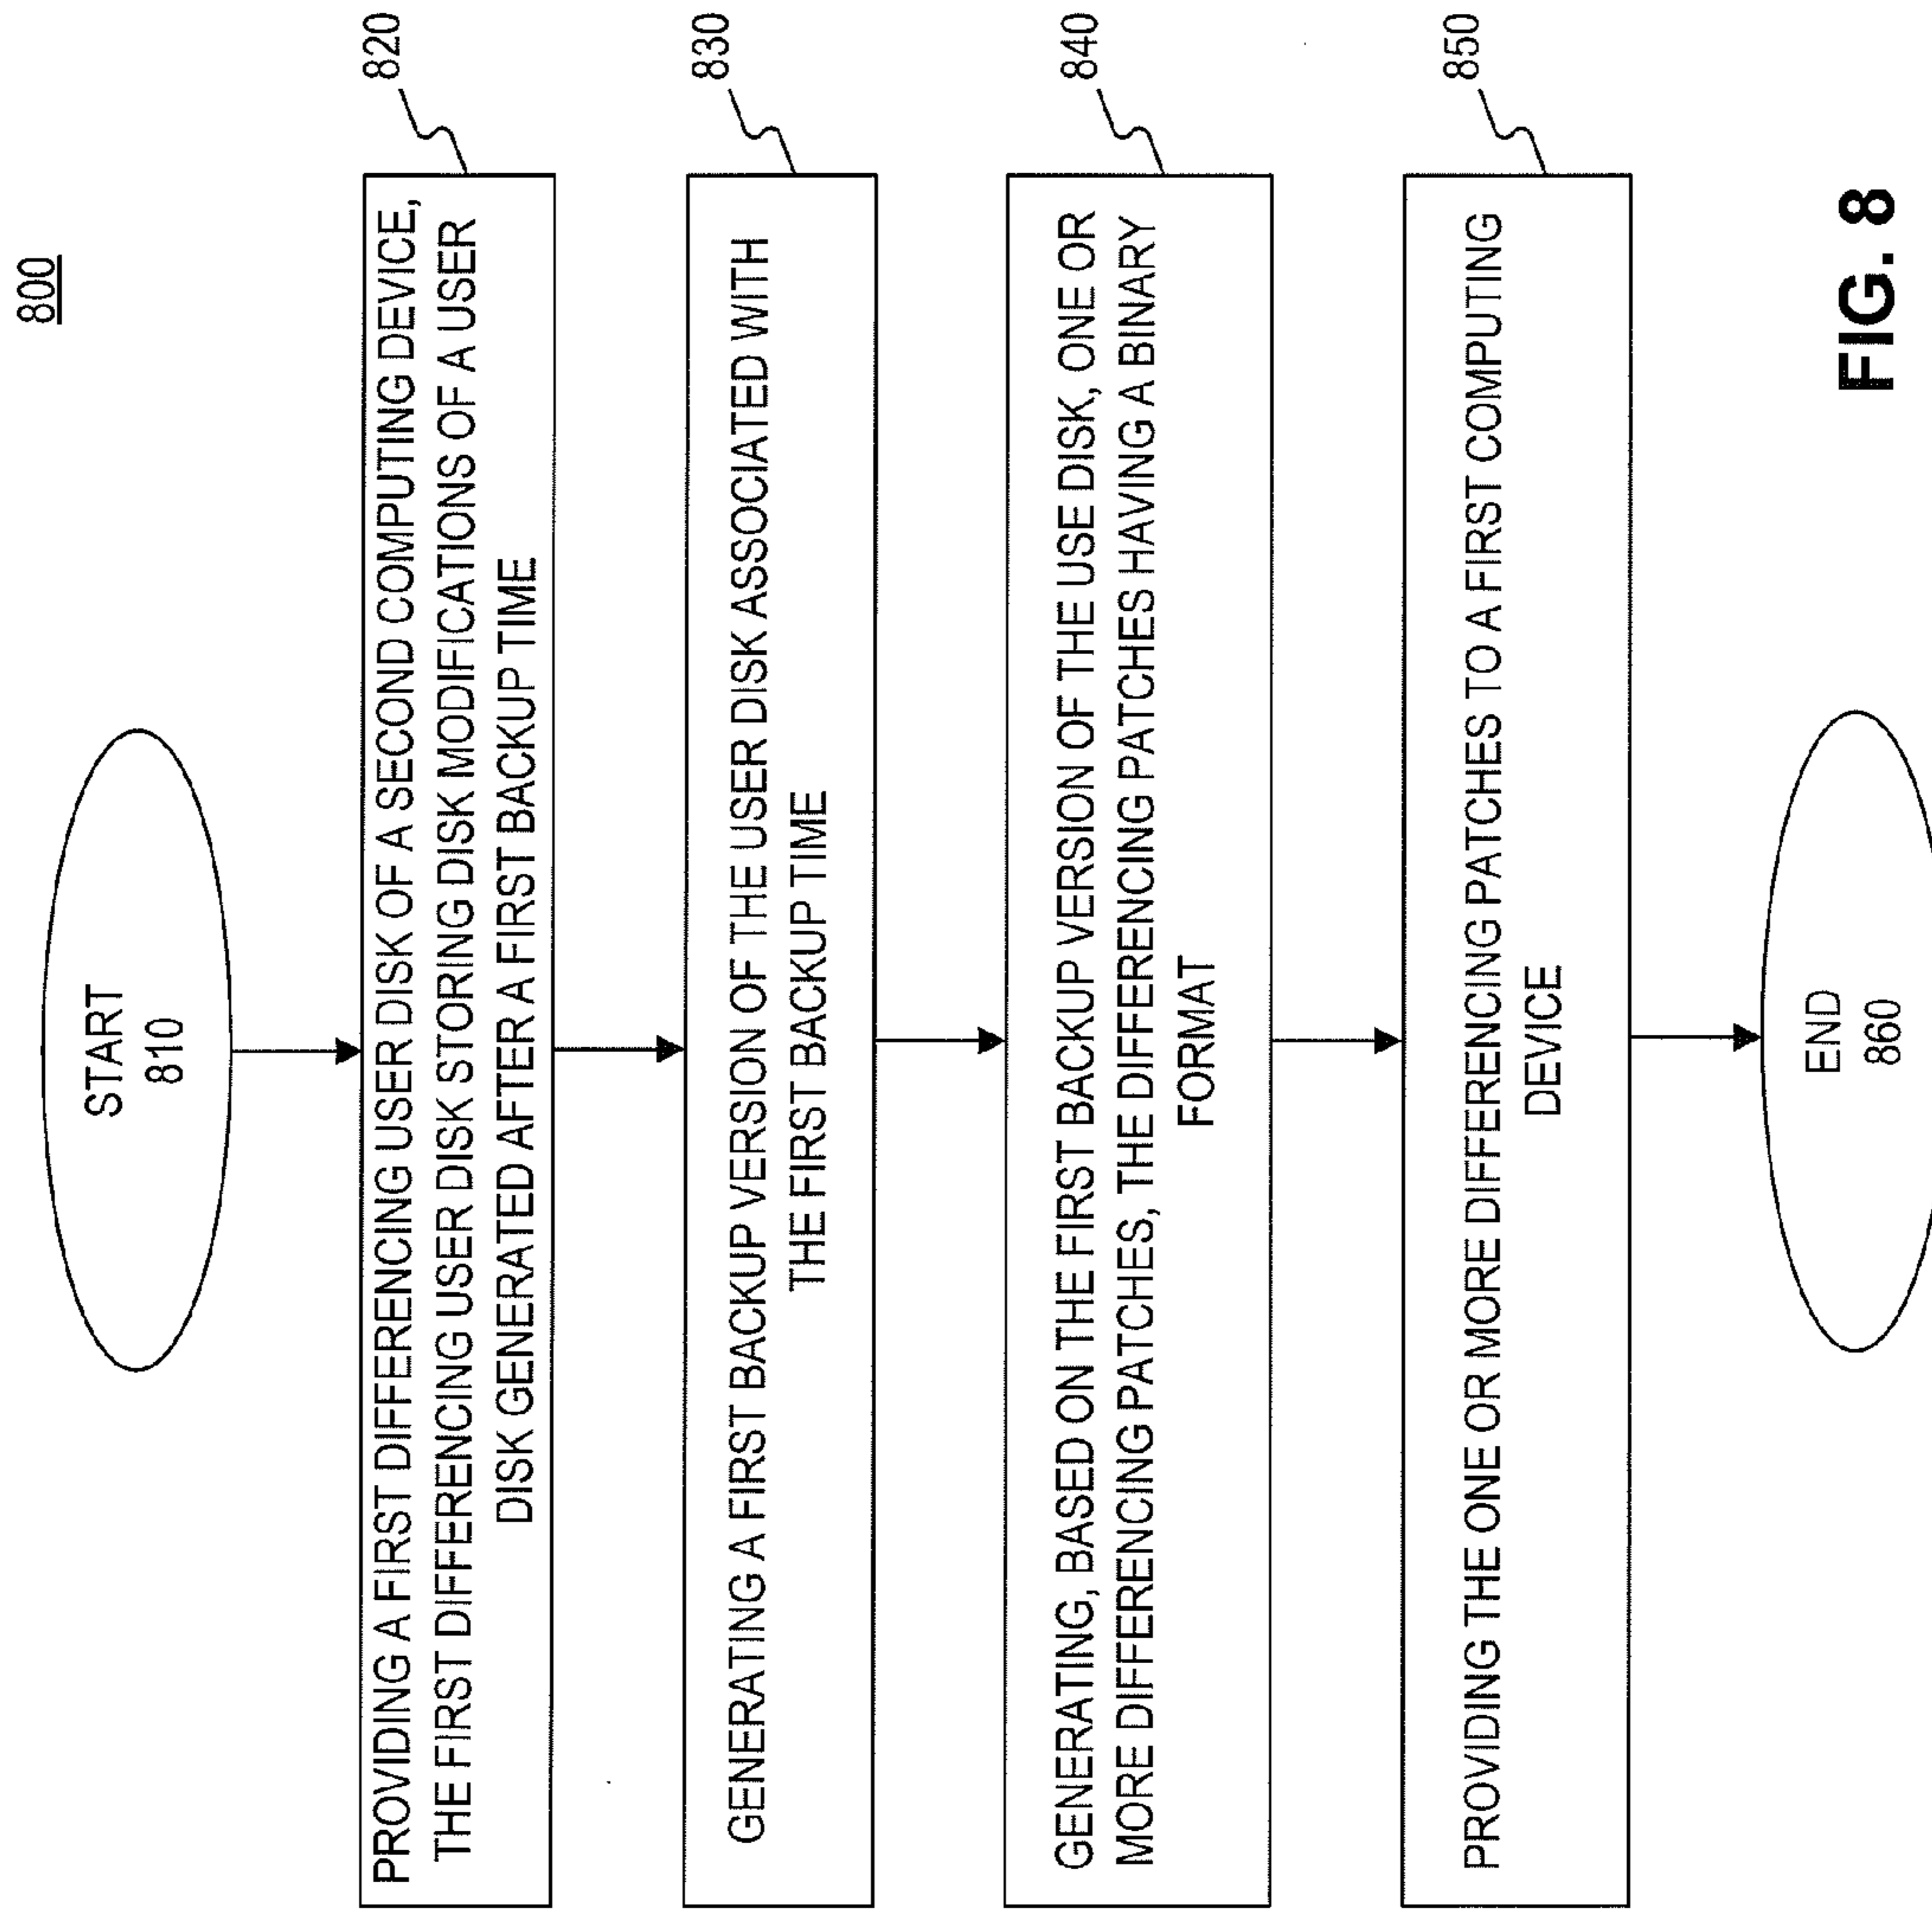 800
START
810
PROVIDING A FIRST DIFFERENCING USER DISK OF A SECOND COMPUTING DEVICE,
THE FIRST DIFFERENCING USER DISK STORING DISK MODIFICATIONS OF A USER
DISK GENERATED AFTER A FIRST BACKUP TIME
820
GENERATING A FIRST BACKUP VERSION OF THE USER DISK ASSOCIATED WITH
THE FIRST BACKUP TIME
830
GENERATING, BASED ON THE FIRST BACKUP VERSION OF THE USE DISK, ONE OR
MORE DIFFERENCING PATCHES, THE DIFFERENCING PATCHES HAVING A BINARY
FORMAT
840
PROVIDING THE ONE OR MORE DIFFERENCING PATCHES TO A FIRST COMPUTING
DEVICE
850
END
860
FIG. 8